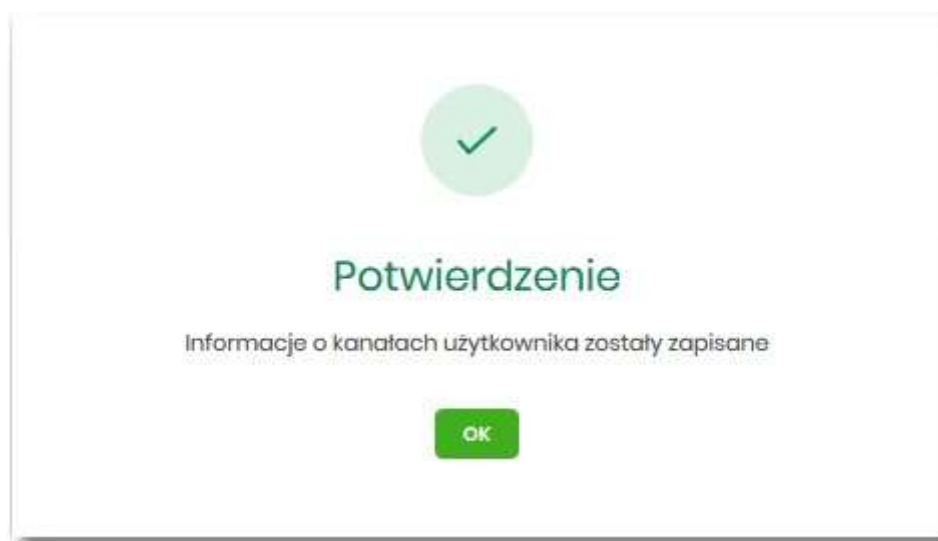 Potwierdzenie
Informacje o kanałach użytkownika zostały zapisane
OK